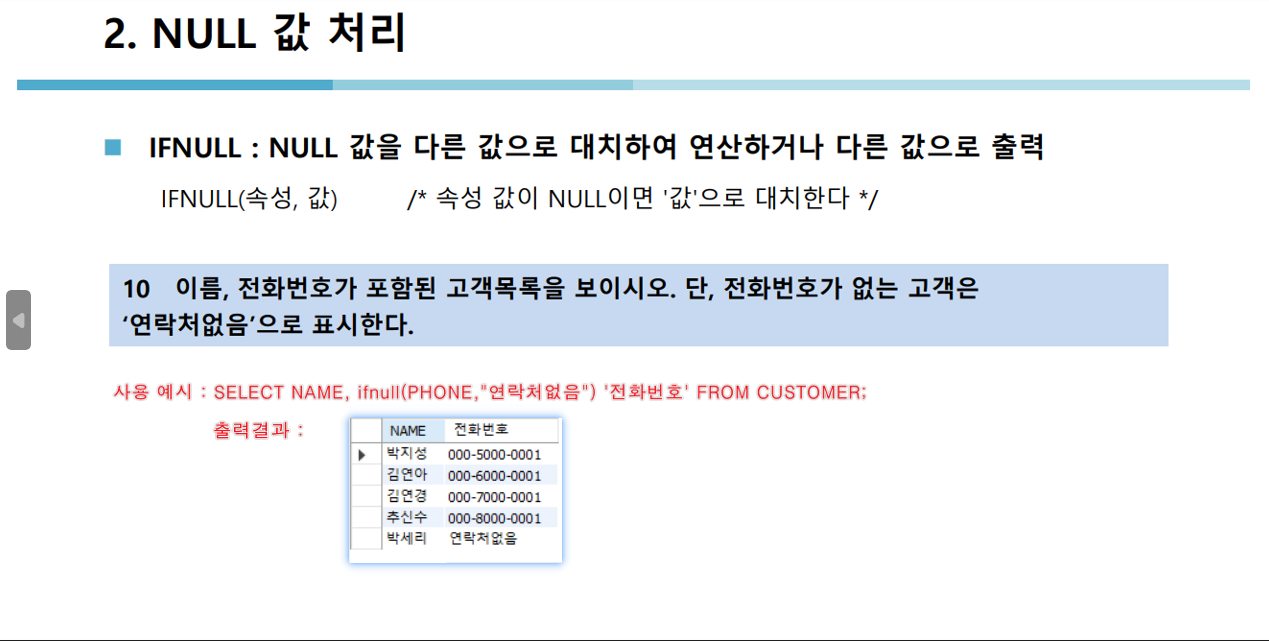 2. NULL 값 처리
IFNULL : NULL 값을 다른 값으로 대치하여 연산하거나 다른 값으로 출력
IFNULL(속성, 값) /* 속성 값이 NULL이면 '값'으로 대치한다 */
10 이름, 전화번호가 포함된 고객목록을 보이시오. 단, 전화번호가 없는 고객은
‘연락처없음’으로 표시한다.
사용 예시 : SELECT NAME, ifnull(PHONE,"연락처없음") '전화번호' FROM CUSTOMER;
출력결과 :
NAME 전화번호
박지성 000-5000-0001
김연아 000-6000-0001
김연경 000-7000-0001
추신수 000-8000-0001
박세리 연락처없음